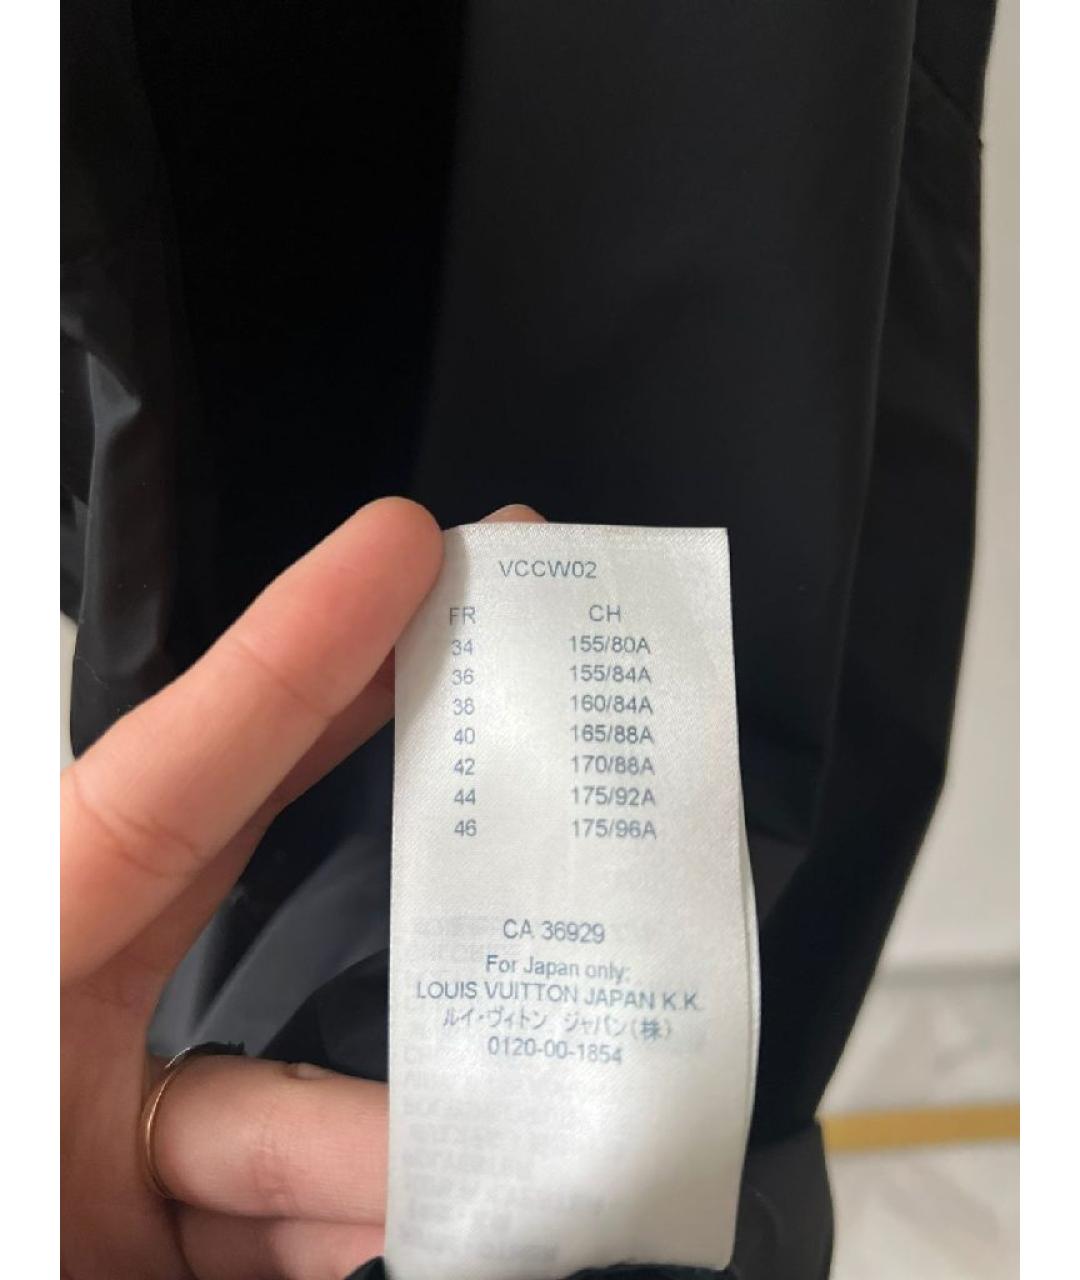 VCCW02
FR CH
34 155/80A
36 155/84A
38 160/84A
40 165/88A
42 170/88A
44 175/92A
46 175/96A
CA 36929
For Japan only:
LOUIS VUITTON JAPAN K.K.
ルイ・ヴィトン ジャパン(株)
0120-00-1854